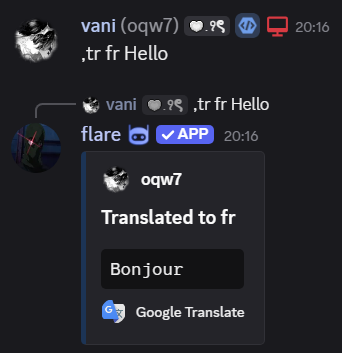 vani (oqw7) 20:16
,tr fr Hello
vani ,tr fr Hello
flare APP 20:16
oqw7
Translated to fr
Bonjour
Google Translate